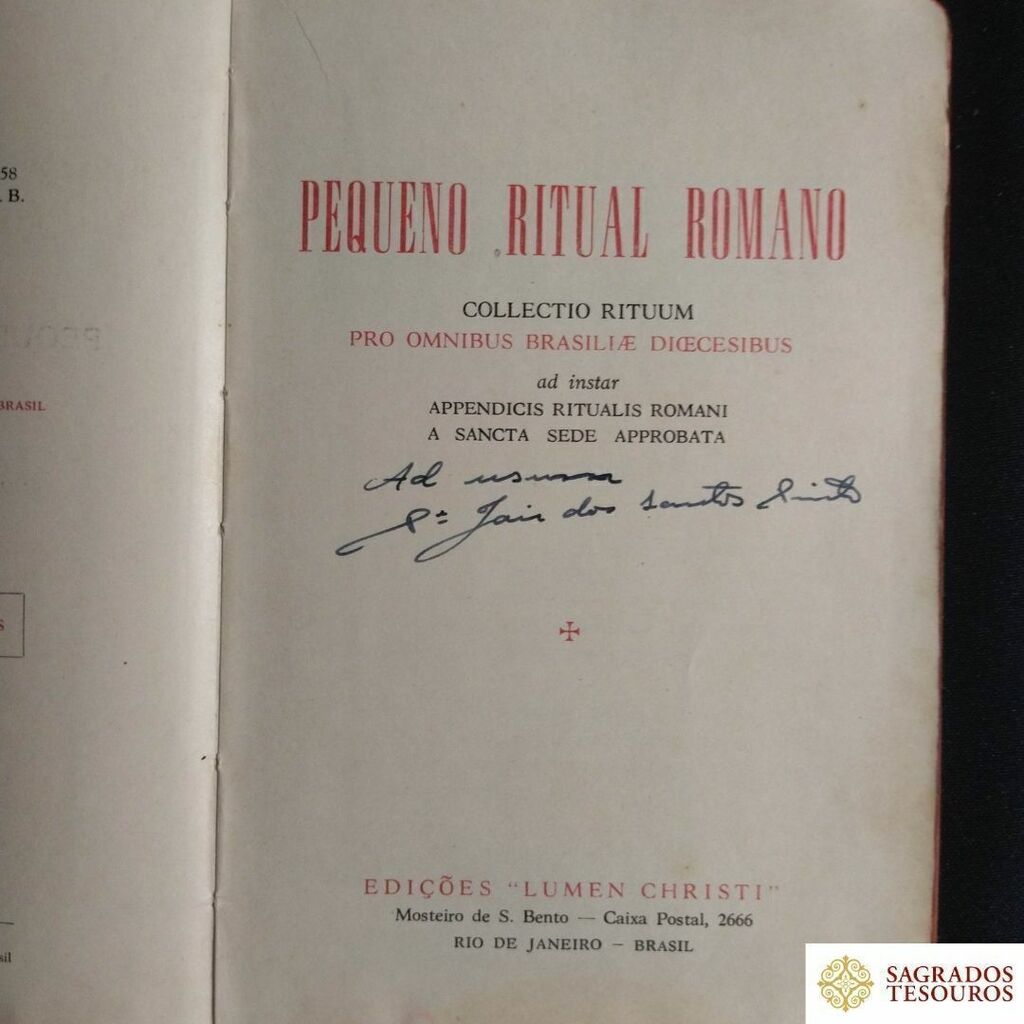 58
. B.
BRASIL
S
sil
PEQUENO RITUAL ROMANO
COLLECTIO RITUUM
PRO OMNIBUS BRASILIÆ DIŒCESIBUS
ad instar
APPENDICIS RITUALIS ROMANI
A SANCTA SEDE APPROBATA
Ad usum
Pe Jair dos Santos Pinto
EDIÇÕES "LUMEN CHRISTI"
Mosteiro de S. Bento — Caixa Postal, 2666
RIO DE JANEIRO – BRASIL
SAGRADOS
TESOUROS